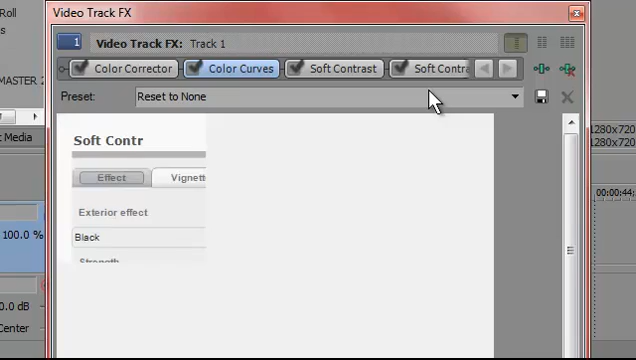 Roll
Video Track FX
1 Video Track FX: Track 1
Color Corrector Color Curves Soft Contrast Soft Contra
MASTER 2
Preset: Reset to None
t Media
1280x720
1280x720
Soft Contr
Effect Vignett
00:00:44;
Exterior effect
100.0 %
Black
Strength
0.0 dB
Center